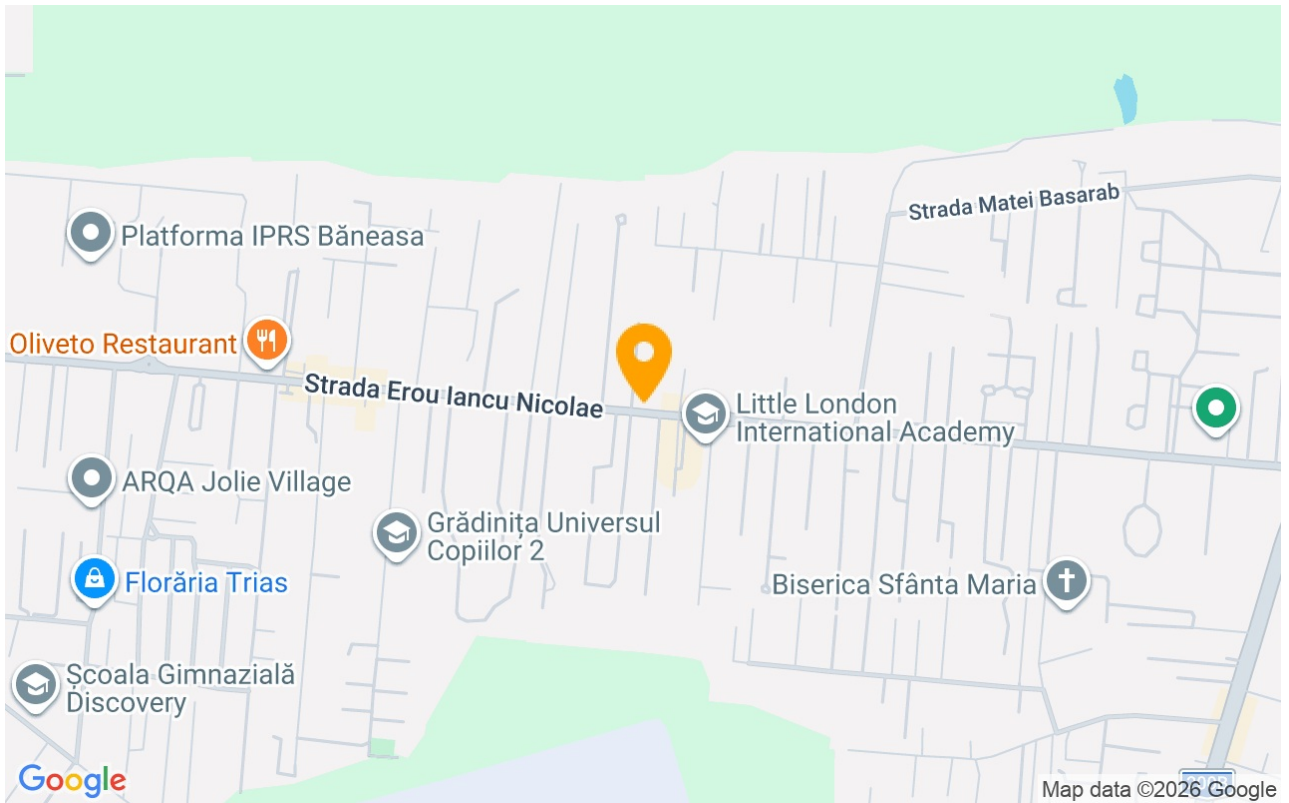 Strada Matei Basarab
Platforma IPRS Băneasa
Oliveto Restaurant
Strada Erou Iancu Nicolae
Little London
International Academy
ARQA Jolie Village
Grădinița Universul
Copiilor 2
Florăria Trias
Biserica Sfânta Maria
Școala Gimnazială
Discovery
Google
Map data ©2026 Google